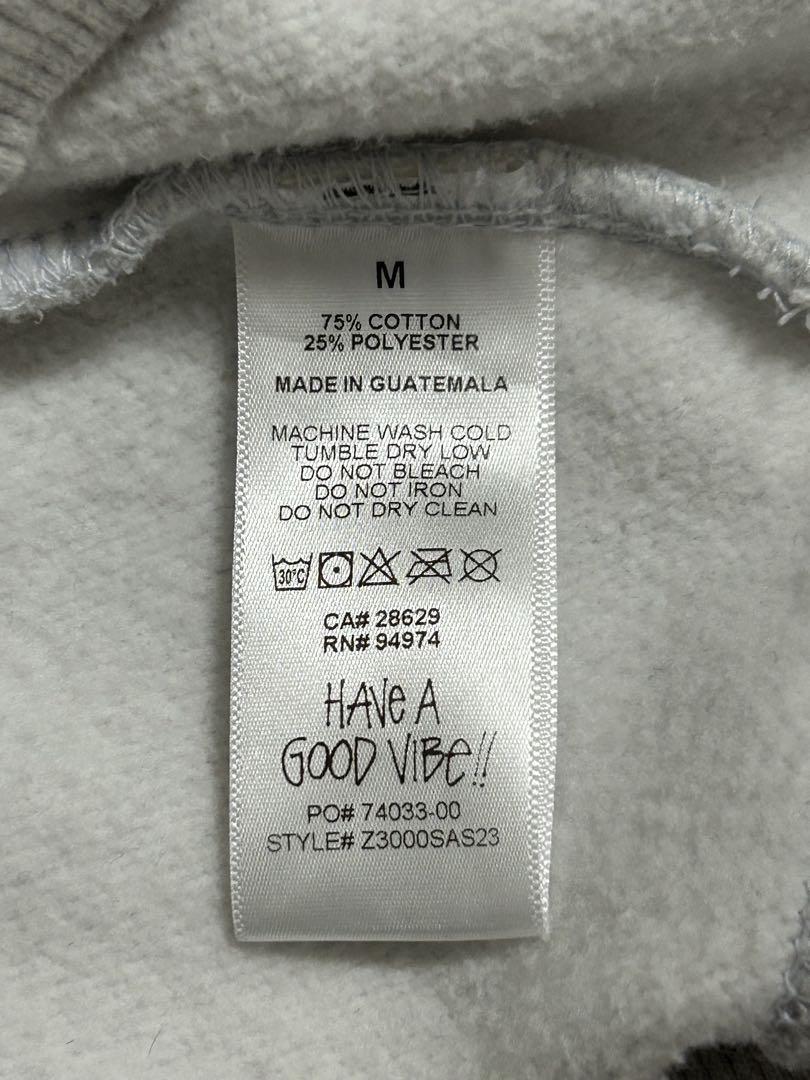 M
75% COTTON
25% POLYESTER
MADE IN GUATEMALA
MACHINE WASH COLD
TUMBLE DRY LOW
DO NOT BLEACH
DO NOT IRON
DO NOT DRY CLEAN
30°C
CA# 28629
RN# 94974
HAVE A
GOOD VIBE!!
PO# 74033-00
STYLE# Z3000SAS23